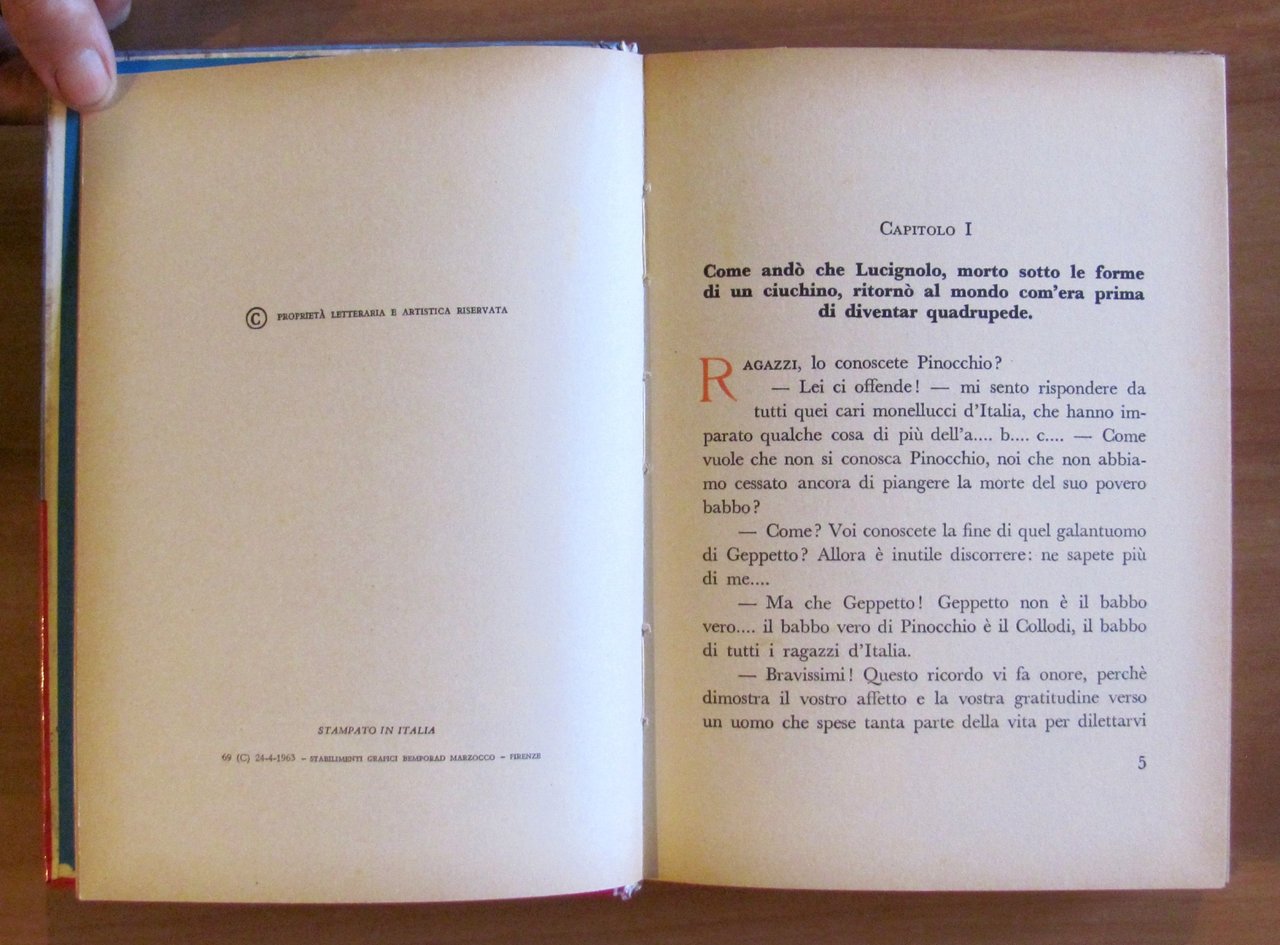 © PROPRIETÀ LETTERARIA E ARTISTICA RISERVATA
STAMPATO IN ITALIA
69 (C) 24-4-1963 – STABILIMENTI GRAFICI BEMPORAD MARZOCCO – FIRENZE
CAPITOLO I
Come andò che Lucignolo, morto sotto le forme
di un ciuchino, ritornò al mondo com'era prima
di diventar quadrupede.
RAGAZZI, lo conoscete Pinocchio?
— Lei ci offende! — mi sento rispondere da
tutti quei cari monellucci d'Italia, che hanno im-
parato qualche cosa di più dell'a.... b.... c.... — Come
vuole che non si conosca Pinocchio, noi che non abbia-
mo cessato ancora di piangere la morte del suo povero
babbo?
— Come? Voi conoscete la fine di quel galantuomo
di Geppetto? Allora è inutile discorrere: ne sapete più
di me....
— Ma che Geppetto! Geppetto non è il babbo
vero.... il babbo vero di Pinocchio è il Collodi, il babbo
di tutti i ragazzi d'Italia.
— Bravissimi! Questo ricordo vi fa onore, perchè
dimostra il vostro affetto e la vostra gratitudine verso
un uomo che spese tanta parte della vita per dilettarvi
5